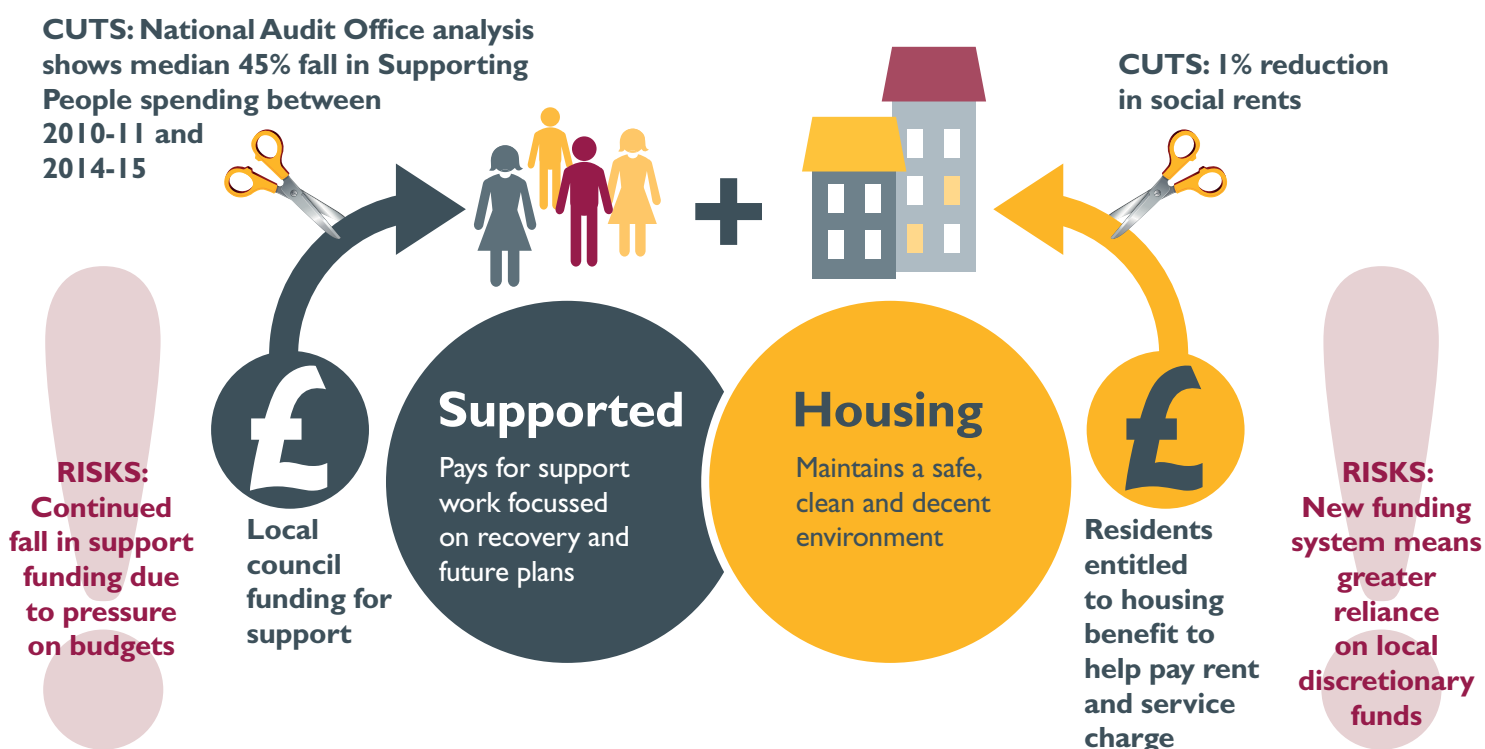 CUTS: National Audit Office analysis
shows median 45% fall in Supporting
People spending between
2010-11 and
2014-15
CUTS: 1% reduction
in social rents
RISKS:
Continued
fall in support
funding due
to pressure
on budgets
£
Local
council
funding for
support
Supported
Pays for support
work focussed
on recovery and
future plans
Housing
Maintains a safe,
clean and decent
environment
£
Residents
entitled
to housing
benefit to
help pay rent
and service
charge
RISKS:
New funding
system means
greater
reliance
on local
discretionary
funds